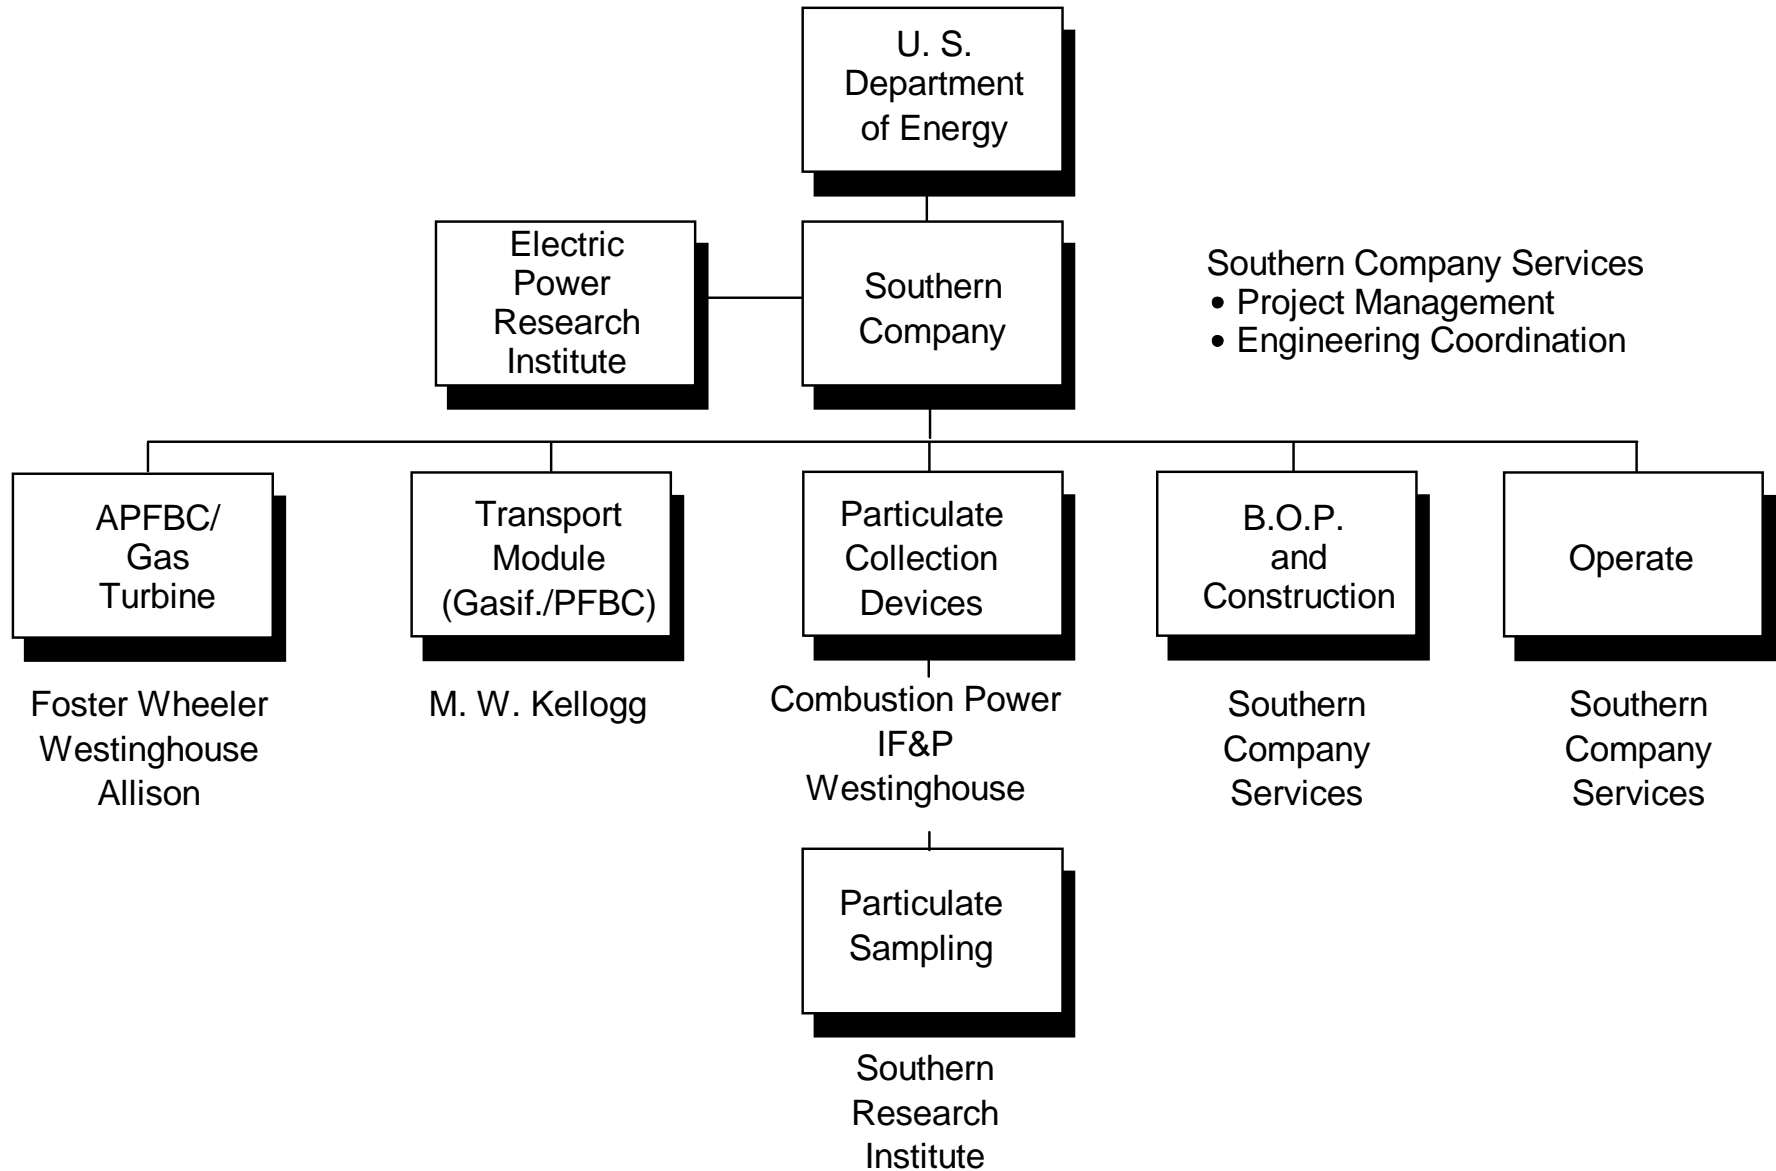 U. S.
Department
of Energy
Electric
Power
Research
Institute
Southern
Company
Southern Company Services
• Project Management
• Engineering Coordination
APFBC/
Gas
Turbine
Transport
Module
(Gasif./PFBC)
Particulate
Collection
Devices
B.O.P.
and
Construction
Operate
Foster Wheeler
Westinghouse
Allison
M. W. Kellogg
Combustion Power
IF&P
Westinghouse
Southern
Company
Services
Southern
Company
Services
Particulate
Sampling
Southern
Research
Institute